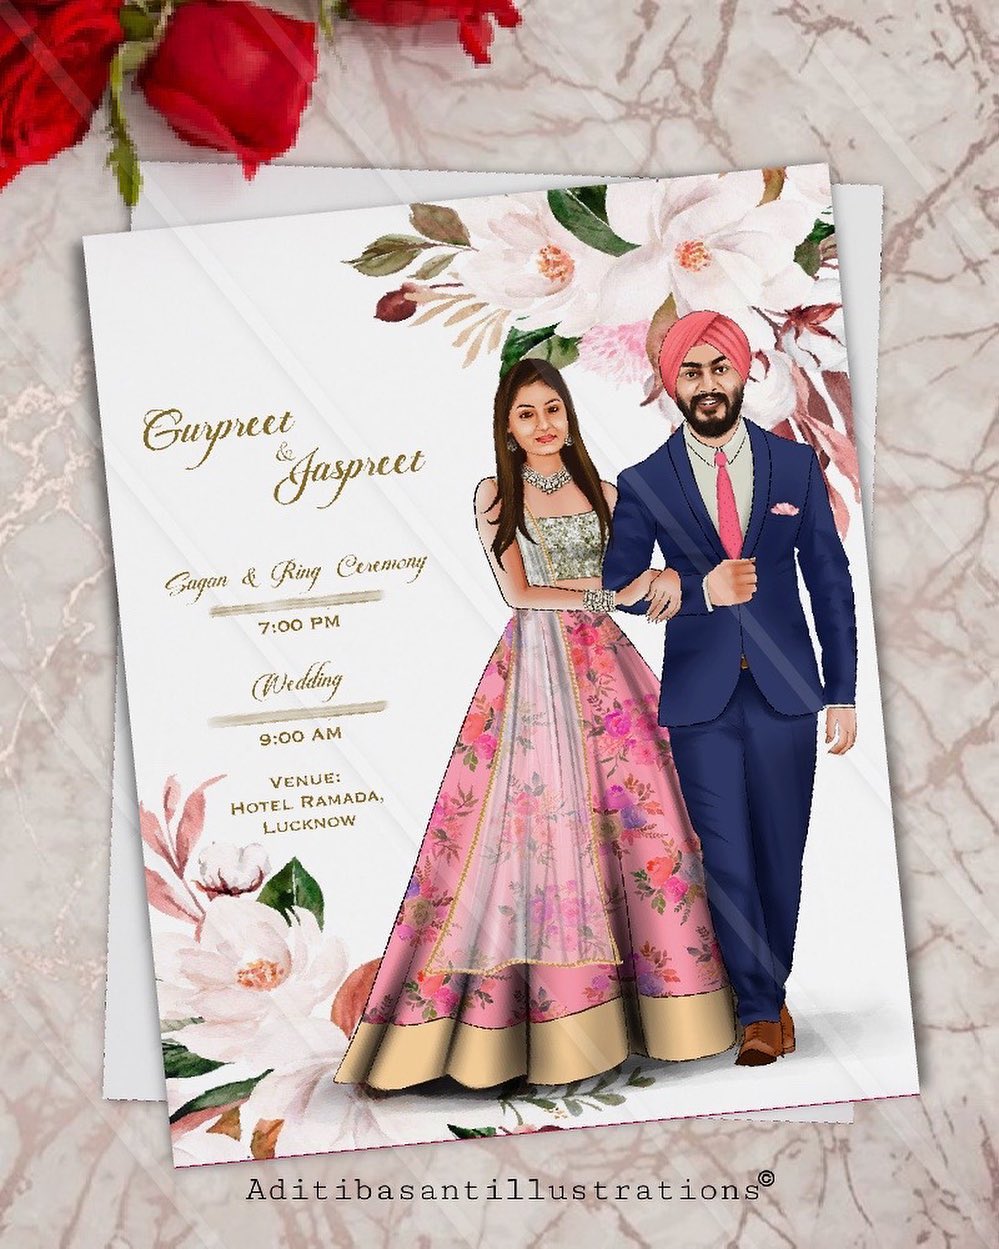 Gurpreet
&
Jaspreet
Sagan & Ring Ceremony
7:00 PM
Wedding
9:00 AM
Venue:
Hotel Ramada,
Lucknow
Aditibasantillustrations©